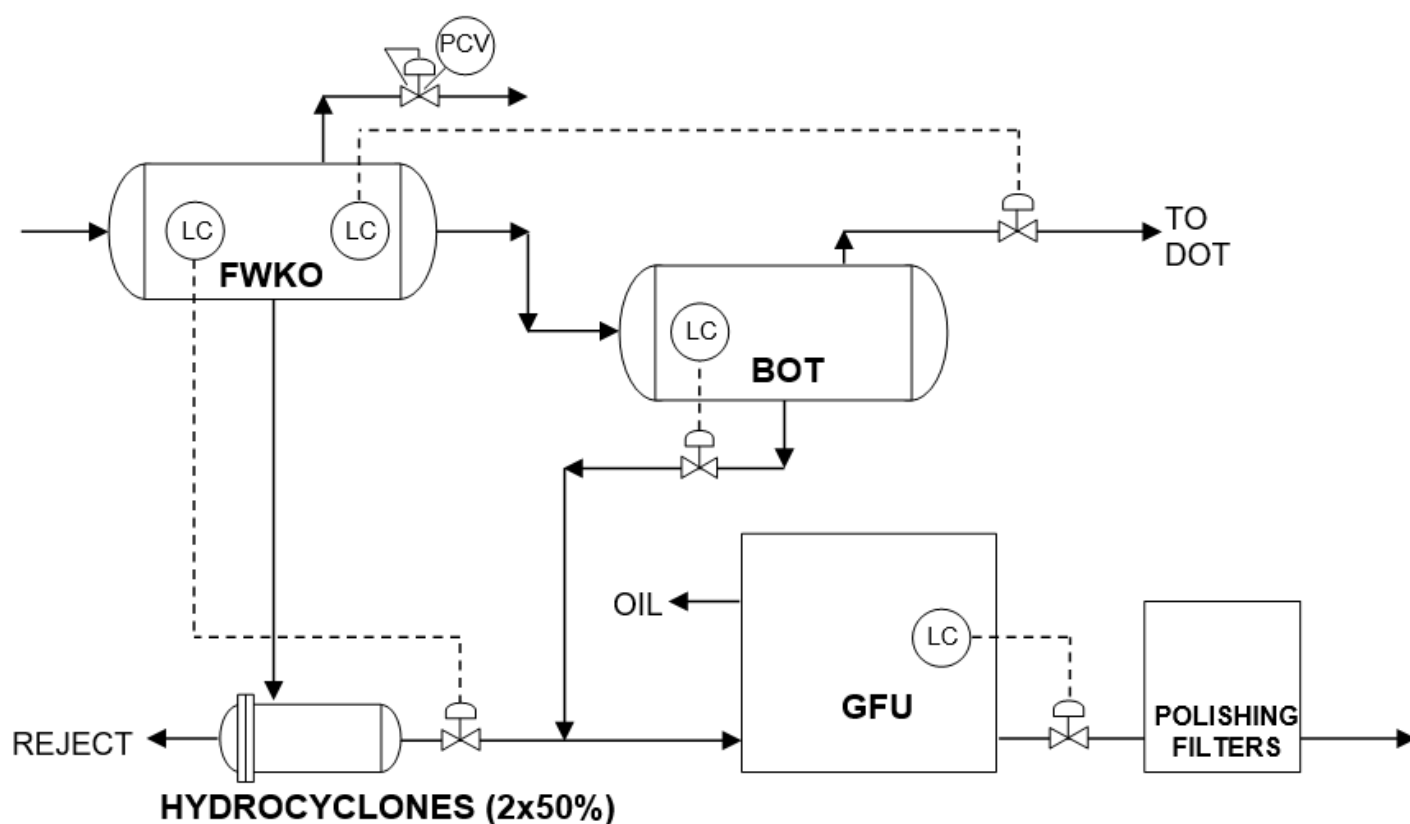 PCV
LC
LC
FWKO
TO
DOT
LC
BOT
OIL
LC
GFU
POLISHING
FILTERS
REJECT
HYDROCYCLONES (2x50%)